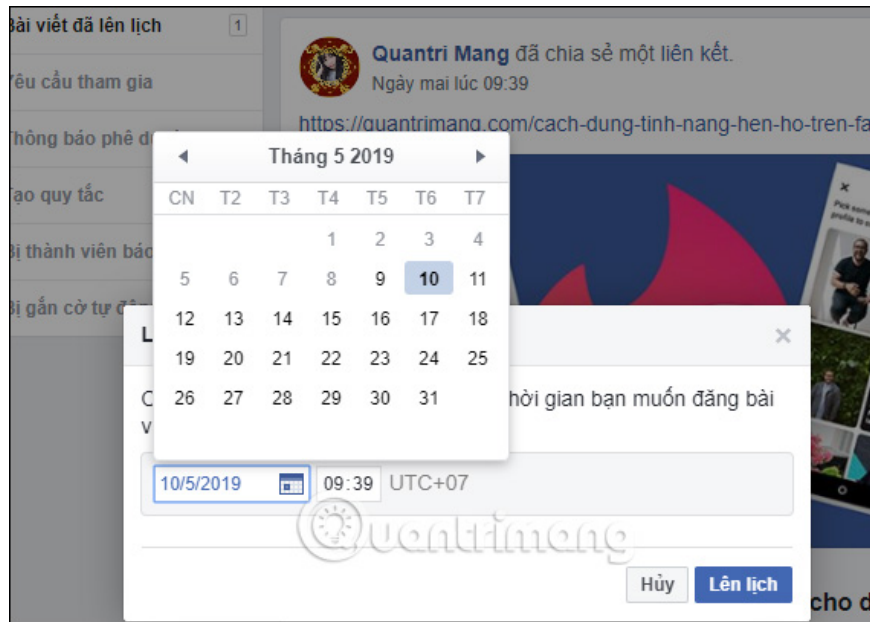 Bài viết đã lên lịch 1
Yêu cầu tham gia
Thông báo phê
Tạo quy tắc
Bị thành viên báo
Bị gắn cờ tự
Quantri Mang đã chia sẻ một liên kết.
Ngày mai lúc 09:39
https://quantrimang.com/cach-dung-tinh-nang-hen-ho-tren-fa
Pick some
profile to
Tháng 5 2019
CN T2 T3 T4 T5 T6 T7
1 2 3 4
5 6 7 8 9 10 11
12 13 14 15 16 17 18
19 20 21 22 23 24 25
26 27 28 29 30 31
L
hời gian bạn muốn đăng bài
v
10/5/2019 09:39 UTC+07
Quantrimang
Hủy Lên lịch
cho d